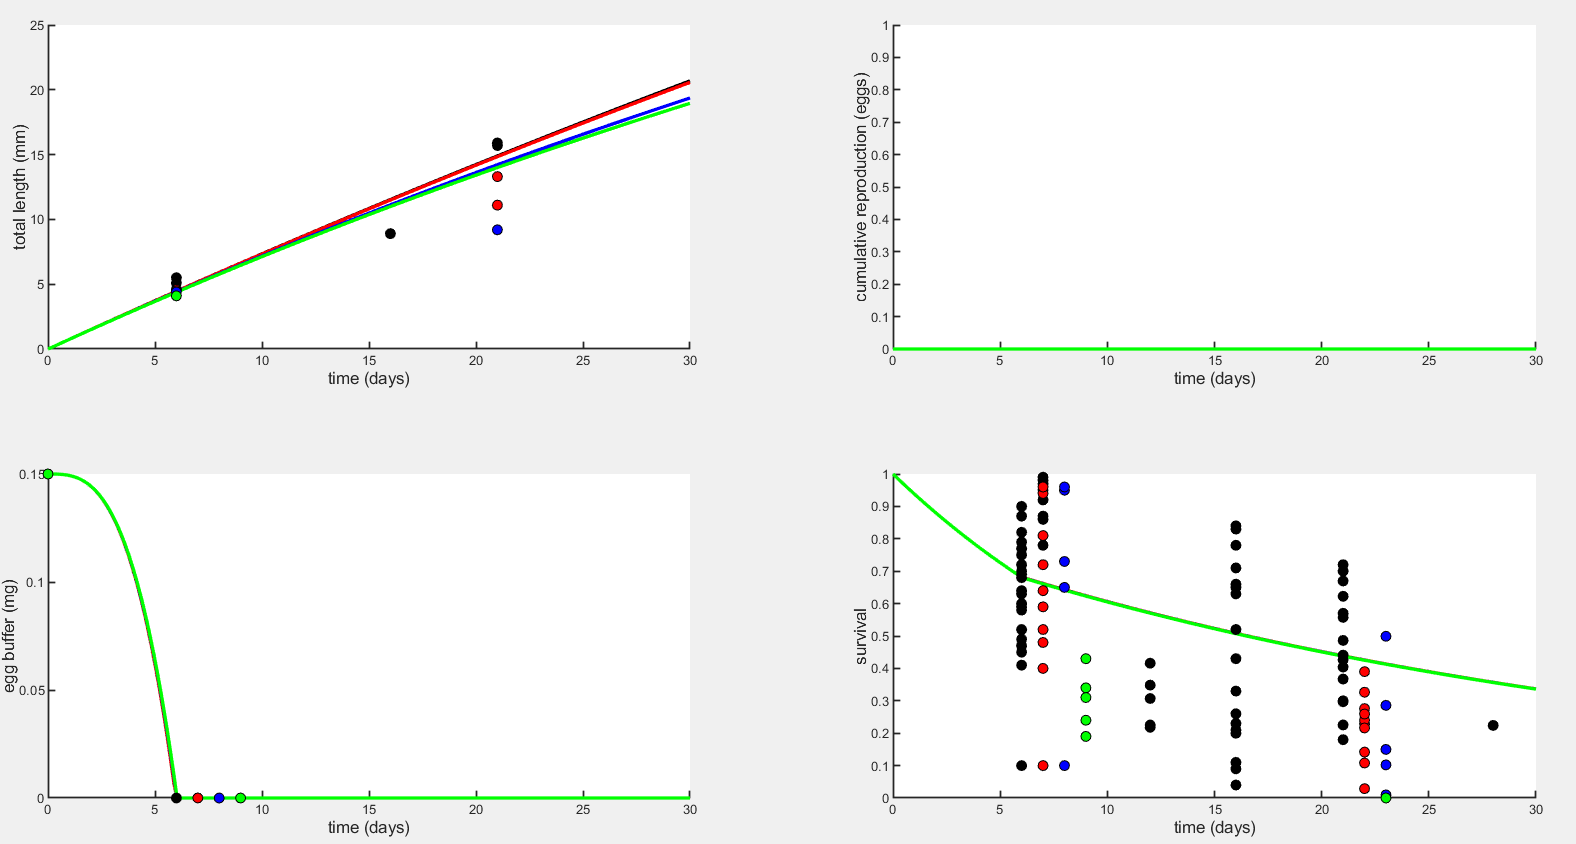 25
20
15
10
5
0
0 5 10 15 20 25 30
time (days)
total length (mm)
1
0.9
0.8
0.7
0.6
0.5
0.4
0.3
0.2
0.1
0
0 5 10 15 20 25 30
time (days)
cumulative reproduction (eggs)
0.15
0.1
0.05
0
0 5 10 15 20 25 30
time (days)
egg buffer (mg)
1
0.9
0.8
0.7
0.6
0.5
0.4
0.3
0.2
0.1
0
0 5 10 15 20 25 30
time (days)
survival